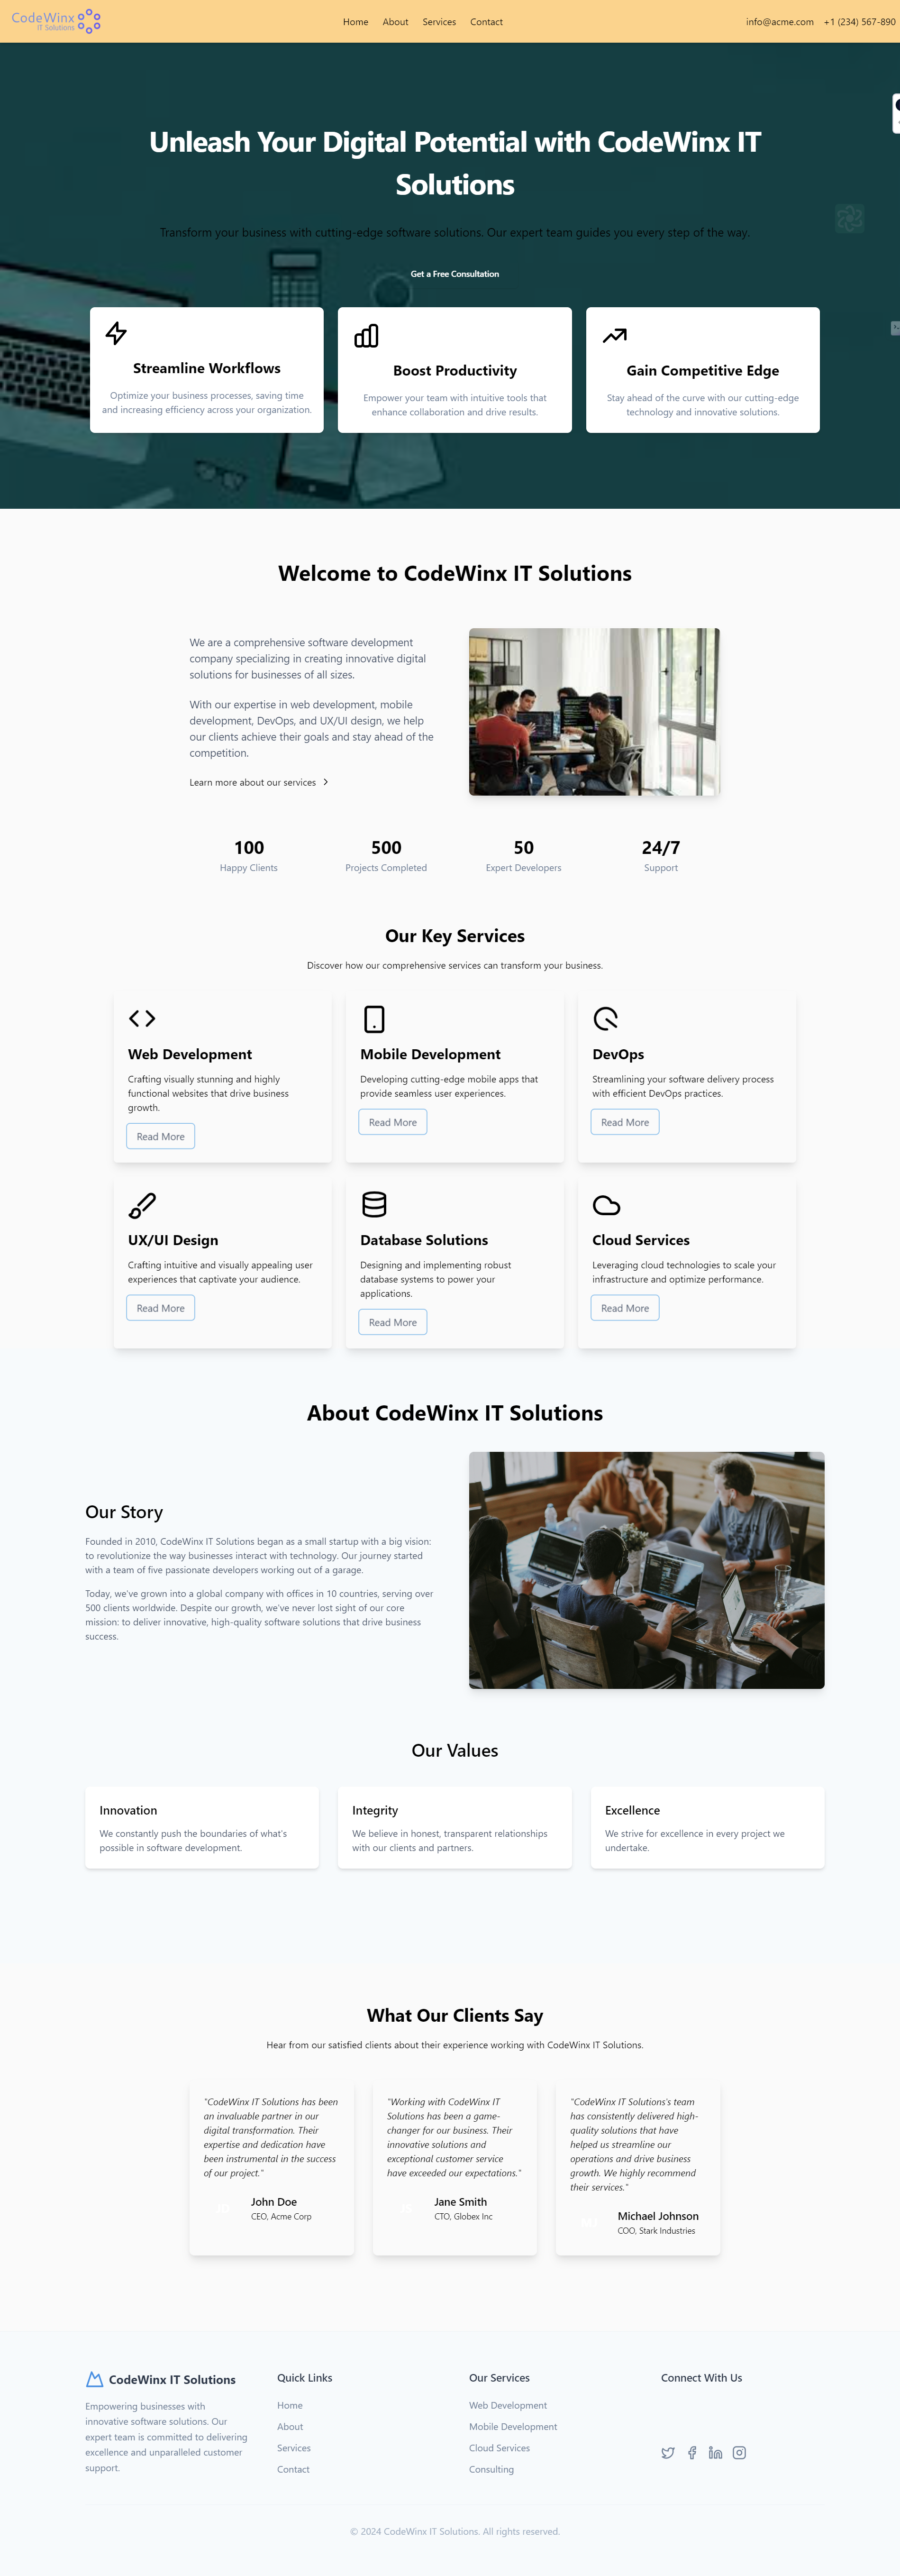 CodeWinx
IT Solutions
Home About Services Contact
info@acme.com +1 (234) 567-890
Unleash Your Digital Potential with CodeWinx IT
Solutions
Transform your business with cutting-edge software solutions. Our expert team guides you every step of the way.
Get a Free Consultation
Streamline Workflows
Optimize your business processes, saving time
and increasing efficiency across your organization.
Boost Productivity
Empower your team with intuitive tools that
enhance collaboration and drive results.
Gain Competitive Edge
Stay ahead of the curve with our cutting-edge
technology and innovative solutions.
Welcome to CodeWinx IT Solutions
We are a comprehensive software development
company specializing in creating innovative digital
solutions for businesses of all sizes.
With our expertise in web development, mobile
development, DevOps, and UX/UI design, we help
our clients achieve their goals and stay ahead of the
competition.
Learn more about our services
100
Happy Clients
500
Projects Completed
50
Expert Developers
24/7
Support
Our Key Services
Discover how our comprehensive services can transform your business.
Web Development
Crafting visually stunning and highly
functional websites that drive business
growth.
Read More
Mobile Development
Developing cutting-edge mobile apps that
provide seamless user experiences.
Read More
DevOps
Streamlining your software delivery process
with efficient DevOps practices.
Read More
UX/UI Design
Crafting intuitive and visually appealing user
experiences that captivate your audience.
Read More
Database Solutions
Designing and implementing robust
database systems to power your
applications.
Read More
Cloud Services
Leveraging cloud technologies to scale your
infrastructure and optimize performance.
Read More
About CodeWinx IT Solutions
Our Story
Founded in 2010, CodeWinx IT Solutions began as a small startup with a big vision:
to revolutionize the way businesses interact with technology. Our journey started
with a team of five passionate developers working out of a garage.
Today, we've grown into a global company with offices in 10 countries, serving over
500 clients worldwide. Despite our growth, we've never lost sight of our core
mission: to deliver innovative, high-quality software solutions that drive business
success.
Our Values
Innovation
We constantly push the boundaries of what's
possible in software development.
Integrity
We believe in honest, transparent relationships
with our clients and partners.
Excellence
We strive for excellence in every project we
undertake.
What Our Clients Say
Hear from our satisfied clients about their experience working with CodeWinx IT Solutions.
"CodeWinx IT Solutions has been
an invaluable partner in our
digital transformation. Their
expertise and dedication have
been instrumental in the success
of our project."
John Doe
CEO, Acme Corp
"Working with CodeWinx IT
Solutions has been a game-
changer for our business. Their
innovative solutions and
exceptional customer service
have exceeded our expectations."
Jane Smith
CTO, Globex Inc
"CodeWinx IT Solutions's team
has consistently delivered high-
quality solutions that have
helped us streamline our
operations and drive business
growth. We highly recommend
their services."
Michael Johnson
COO, Stark Industries
CodeWinx IT Solutions
Empowering businesses with
innovative software solutions. Our
expert team is committed to delivering
excellence and unparalleled customer
support.
Quick Links
Home
About
Services
Contact
Our Services
Web Development
Mobile Development
Cloud Services
Consulting
Connect With Us
© 2024 CodeWinx IT Solutions. All rights reserved.